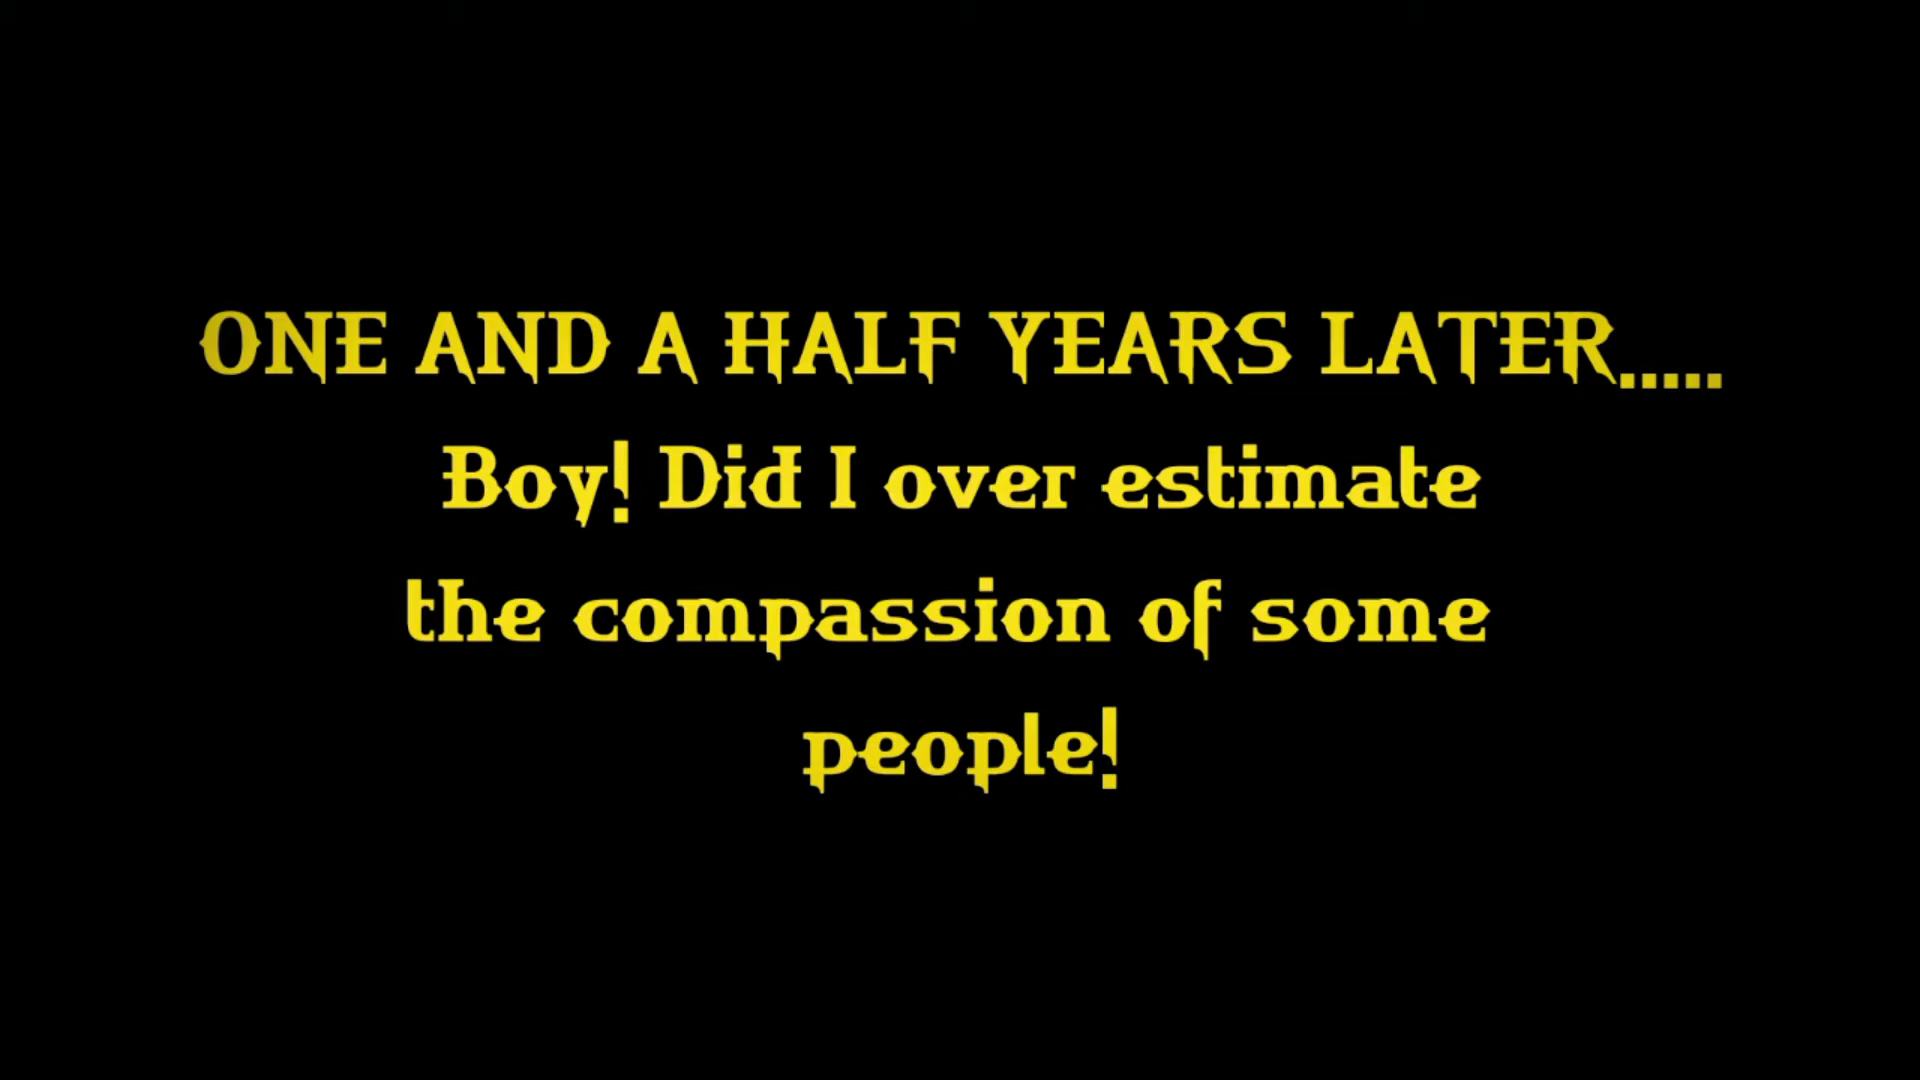 ONE AND A HALF YEARS LATER.....
Boy! Did I over estimate
the compassion of some
people!